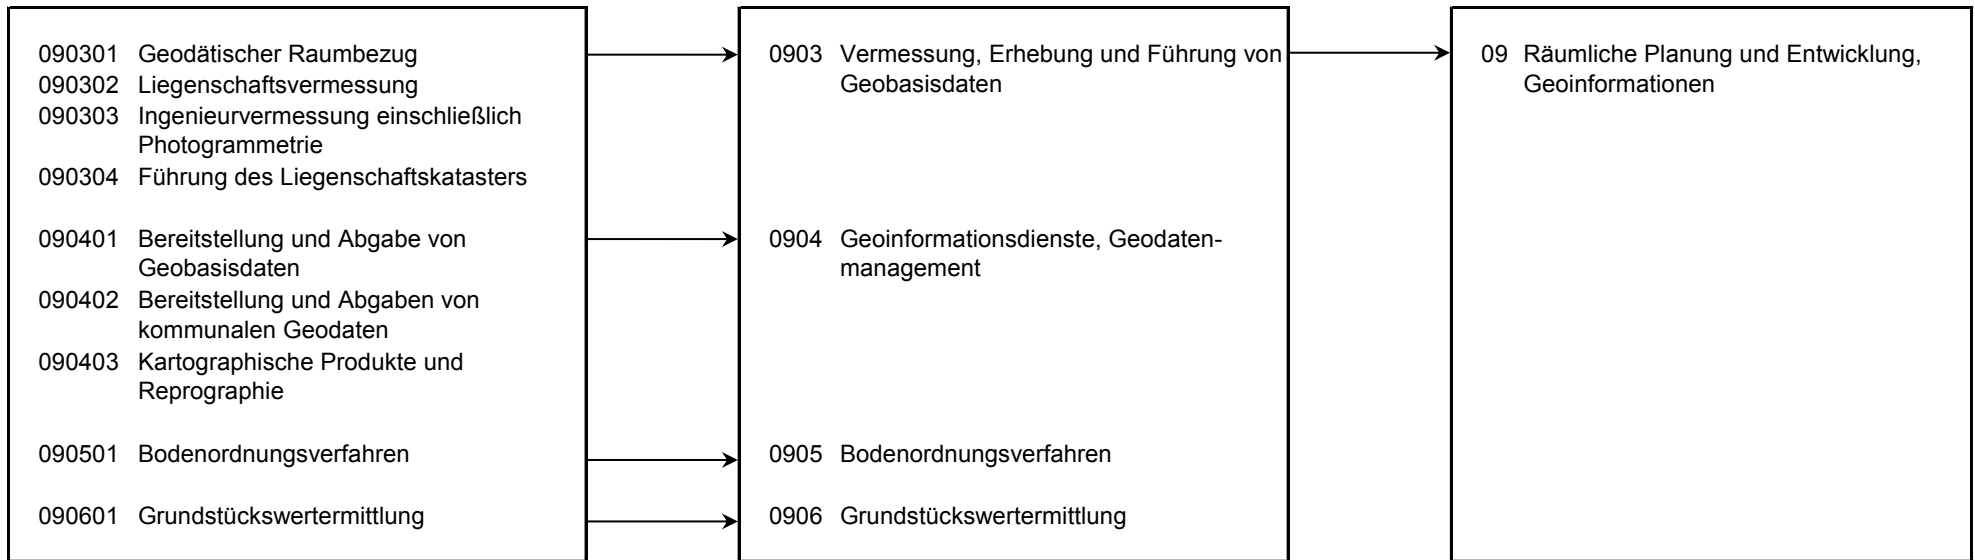 090301 Geodätischer Raumbezug
090302 Liegenschaftsvermessung
090303 Ingenieurvermessung einschließlich
Photogrammetrie
090304 Führung des Liegenschaftskatasters
090401 Bereitstellung und Abgabe von
Geobasisdaten
090402 Bereitstellung und Abgaben von
kommunalen Geodaten
090403 Kartographische Produkte und
Reprographie
090501 Bodenordnungsverfahren
090601 Grundstückswertermittlung
0903 Vermessung, Erhebung und Führung von
Geobasisdaten
0904 Geoinformationsdienste, Geodaten-
management
0905 Bodenordnungsverfahren
0906 Grundstückswertermittlung
09 Räumliche Planung und Entwicklung,
Geoinformationen